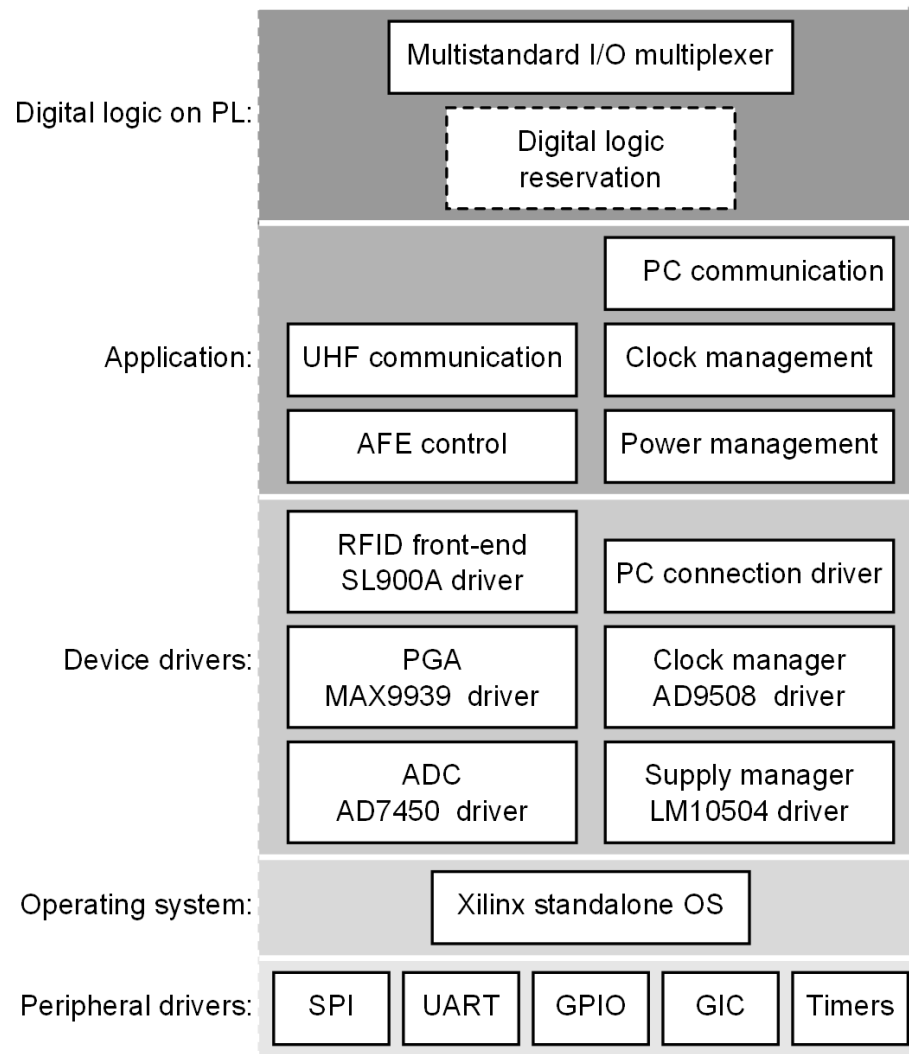 Multistandard I/O multiplexer
Digital logic on PL:
Digital logic
reservation
PC communication
Application:
UHF communication
Clock management
AFE control
Power management
RFID front-end
SL900A driver
PC connection driver
Device drivers:
PGA
MAX9939 driver
Clock manager
AD9508 driver
ADC
AD7450 driver
Supply manager
LM10504 driver
Operating system:
Xilinx standalone OS
Peripheral drivers:
SPI
UART
GPIO
GIC
Timers